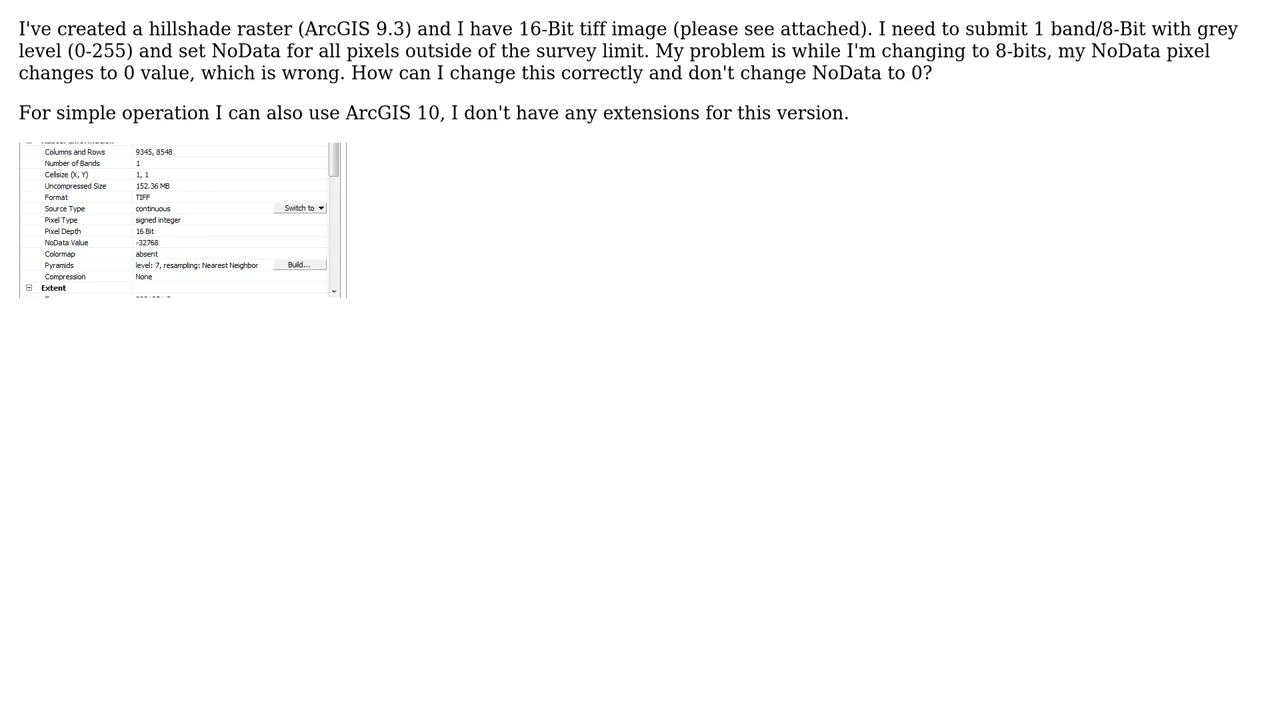 I've created a hillshade raster (ArcGIS 9.3) and I have 16-Bit tiff image (please see attached). I need to submit 1 band/8-Bit with grey
level (0-255) and set NoData for all pixels outside of the survey limit. My problem is while I'm changing to 8-bits, my NoData pixel
changes to 0 value, which is wrong. How can I change this correctly and don't change NoData to 0?
For simple operation I can also use ArcGIS 10, I don't have any extensions for this version.
Columns and Rows 9345, 8548
Number of Bands 1
Cellsize (X, Y) 1, 1
Uncompressed Size 152.36 MB
Format TIFF
Source Type continuous Switch to
Pixel Type signed integer
Pixel Depth 16 Bit
NoData Value -32768
Colormap absent
Pyramids level: 7, resampling: Nearest Neighbor Build...
Compression None
Extent